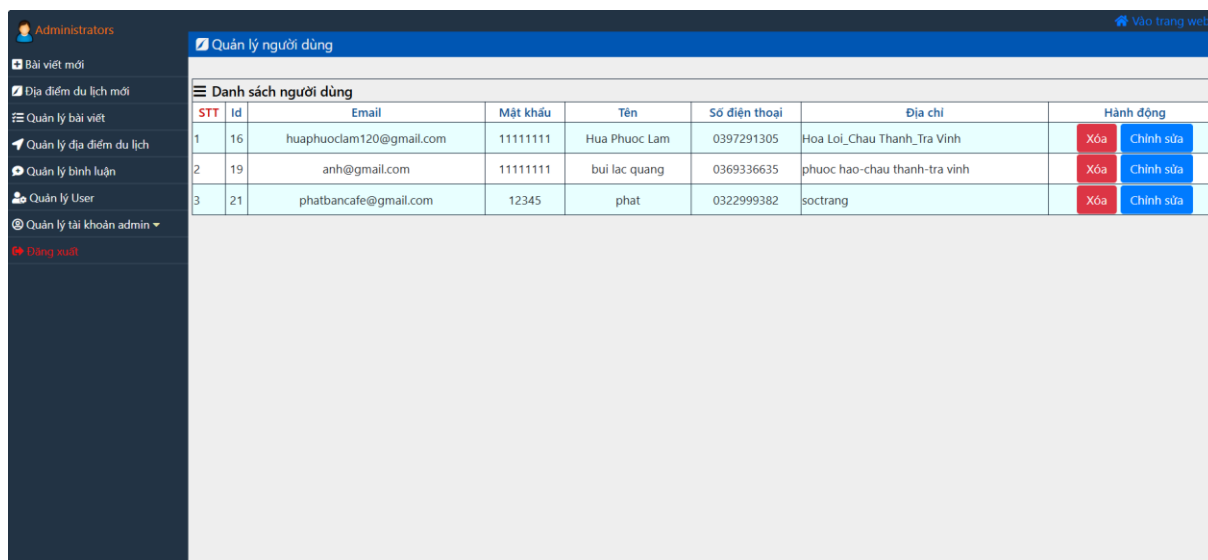 Administrators
Vào trang web
Quản lý người dùng
Bài viết mới
Địa điểm du lịch mới
Quản lý bài viết
Quản lý địa điểm du lịch
Quản lý bình luận
Quản lý User
Quản lý tài khoản admin
Đăng xuất
Danh sách người dùng
STT Id Email Mật khẩu Tên Số điện thoại Địa chỉ Hành động
1 16 huaphuoclam120@gmail.com 11111111 Hua Phuoc Lam 0397291305 Hoa Loi_Chau Thanh_Tra Vinh Xóa Chỉnh sửa
2 19 anh@gmail.com 11111111 bui lac quang 0369336635 phuoc hao-chau thanh-tra vinh Xóa Chỉnh sửa
3 21 phatbancafe@gmail.com 12345 phat 0322999382 soctrang Xóa Chỉnh sửa